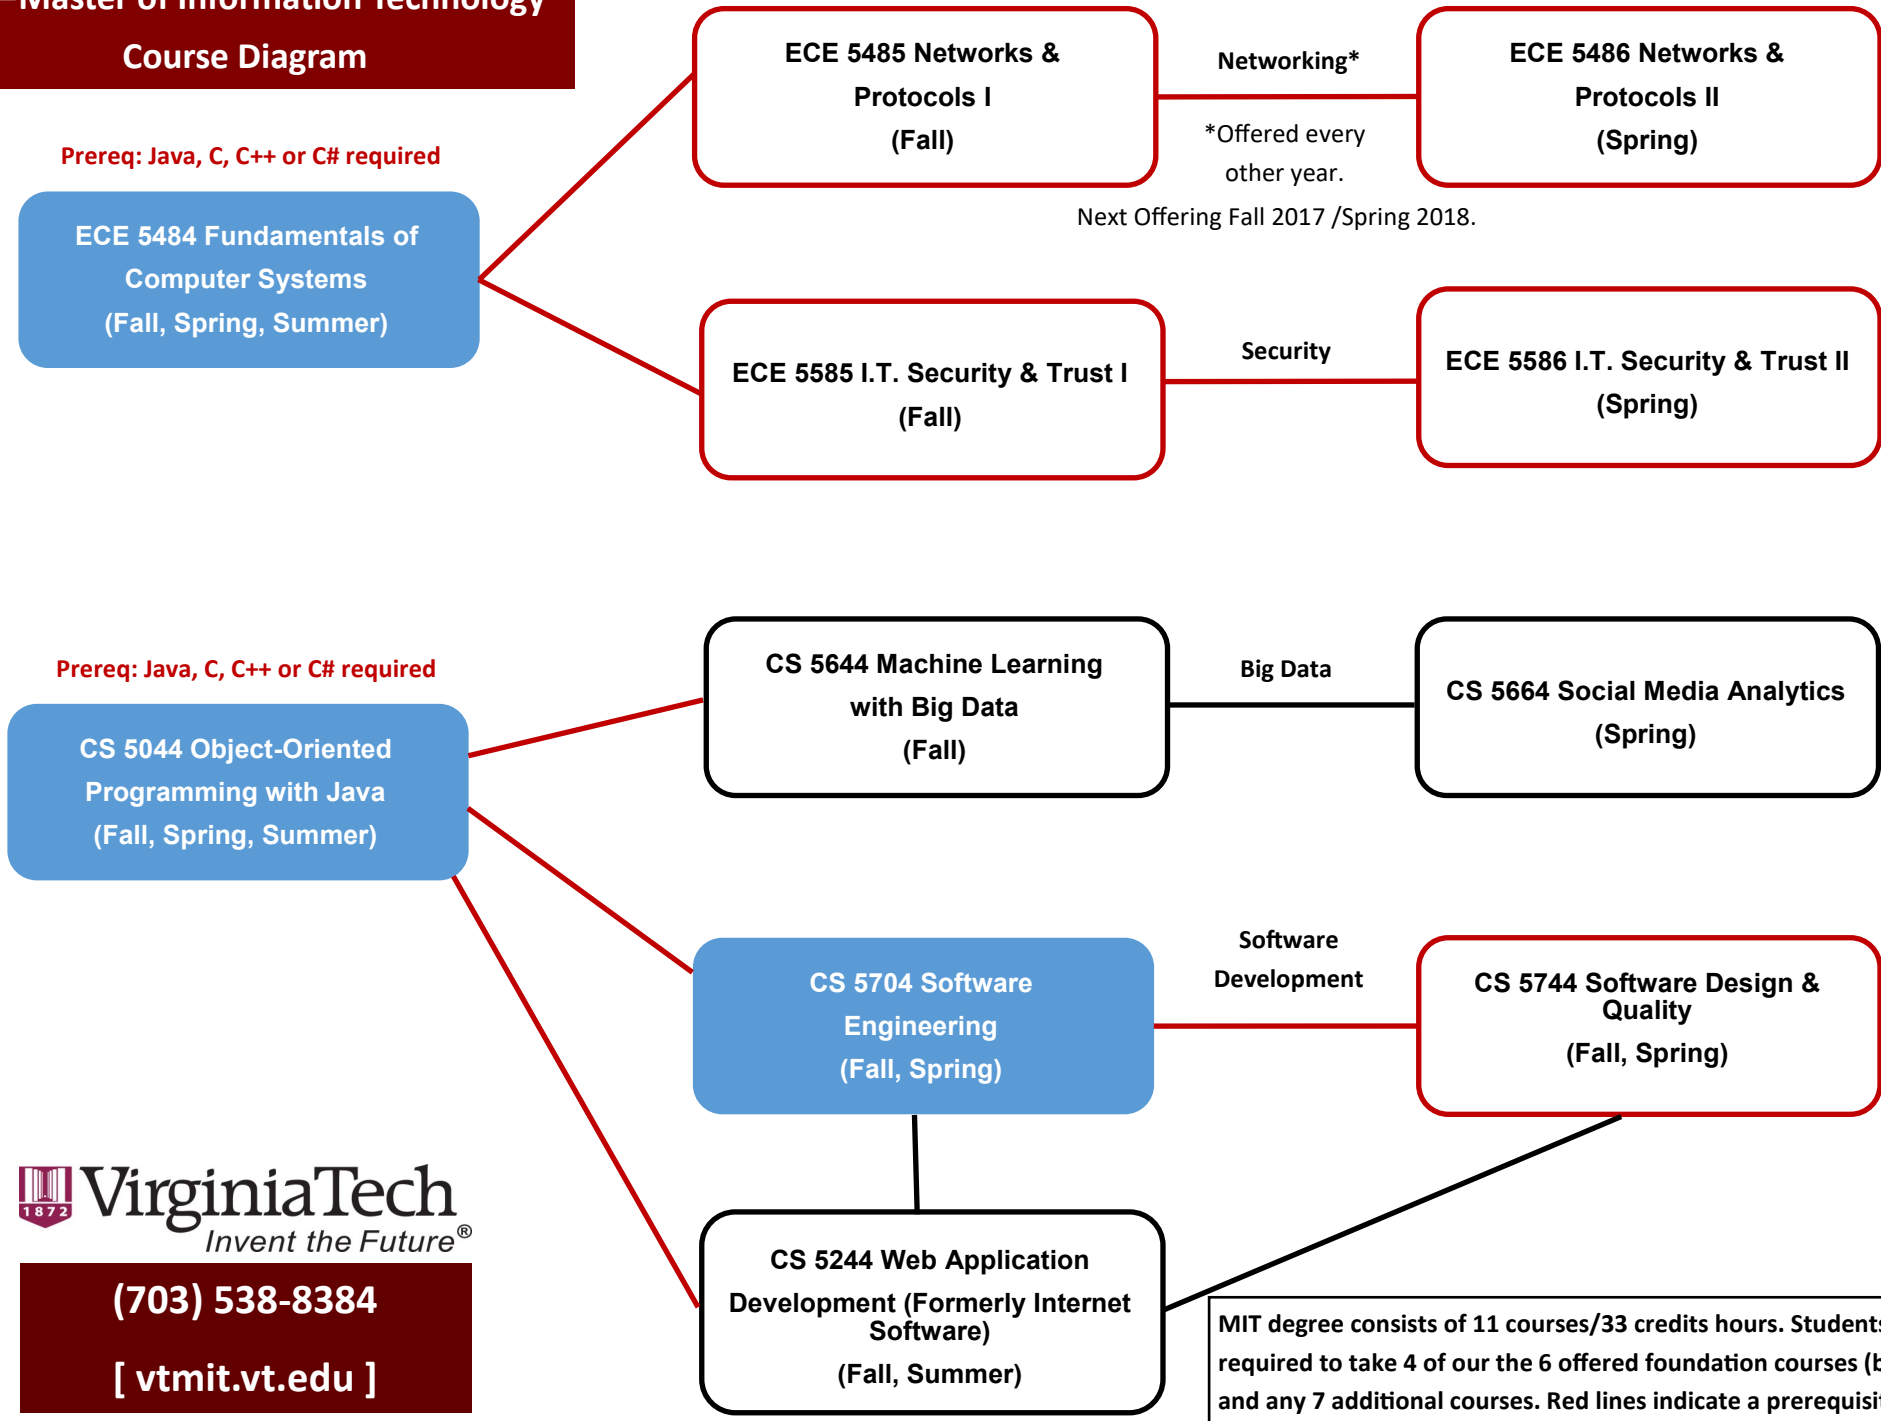 Master of Information Technology
Course Diagram
Prereq: Java, C, C++ or C# required
ECE 5484 Fundamentals of
Computer Systems
(Fall, Spring, Summer)
ECE 5485 Networks &
Protocols I
(Fall)
Networking*
*Offered every
other year.
Next Offering Fall 2017 /Spring 2018.
ECE 5486 Networks &
Protocols II
(Spring)
ECE 5585 I.T. Security & Trust I
(Fall)
Security
ECE 5586 I.T. Security & Trust II
(Spring)
Prereq: Java, C, C++ or C# required
CS 5044 Object-Oriented
Programming with Java
(Fall, Spring, Summer)
CS 5644 Machine Learning
with Big Data
(Fall)
Big Data
CS 5664 Social Media Analytics
(Spring)
CS 5704 Software
Engineering
(Fall, Spring)
Software
Development
CS 5744 Software Design &
Quality
(Fall, Spring)
CS 5244 Web Application
Development (Formerly Internet
Software)
(Fall, Summer)
1872
VirginiaTech
Invent the Future®
(703) 538-8384
[ vtmit.vt.edu ]
MIT degree consists of 11 courses/33 credits hours. Students
required to take 4 of our the 6 offered foundation courses (b
and any 7 additional courses. Red lines indicate a prerequisit